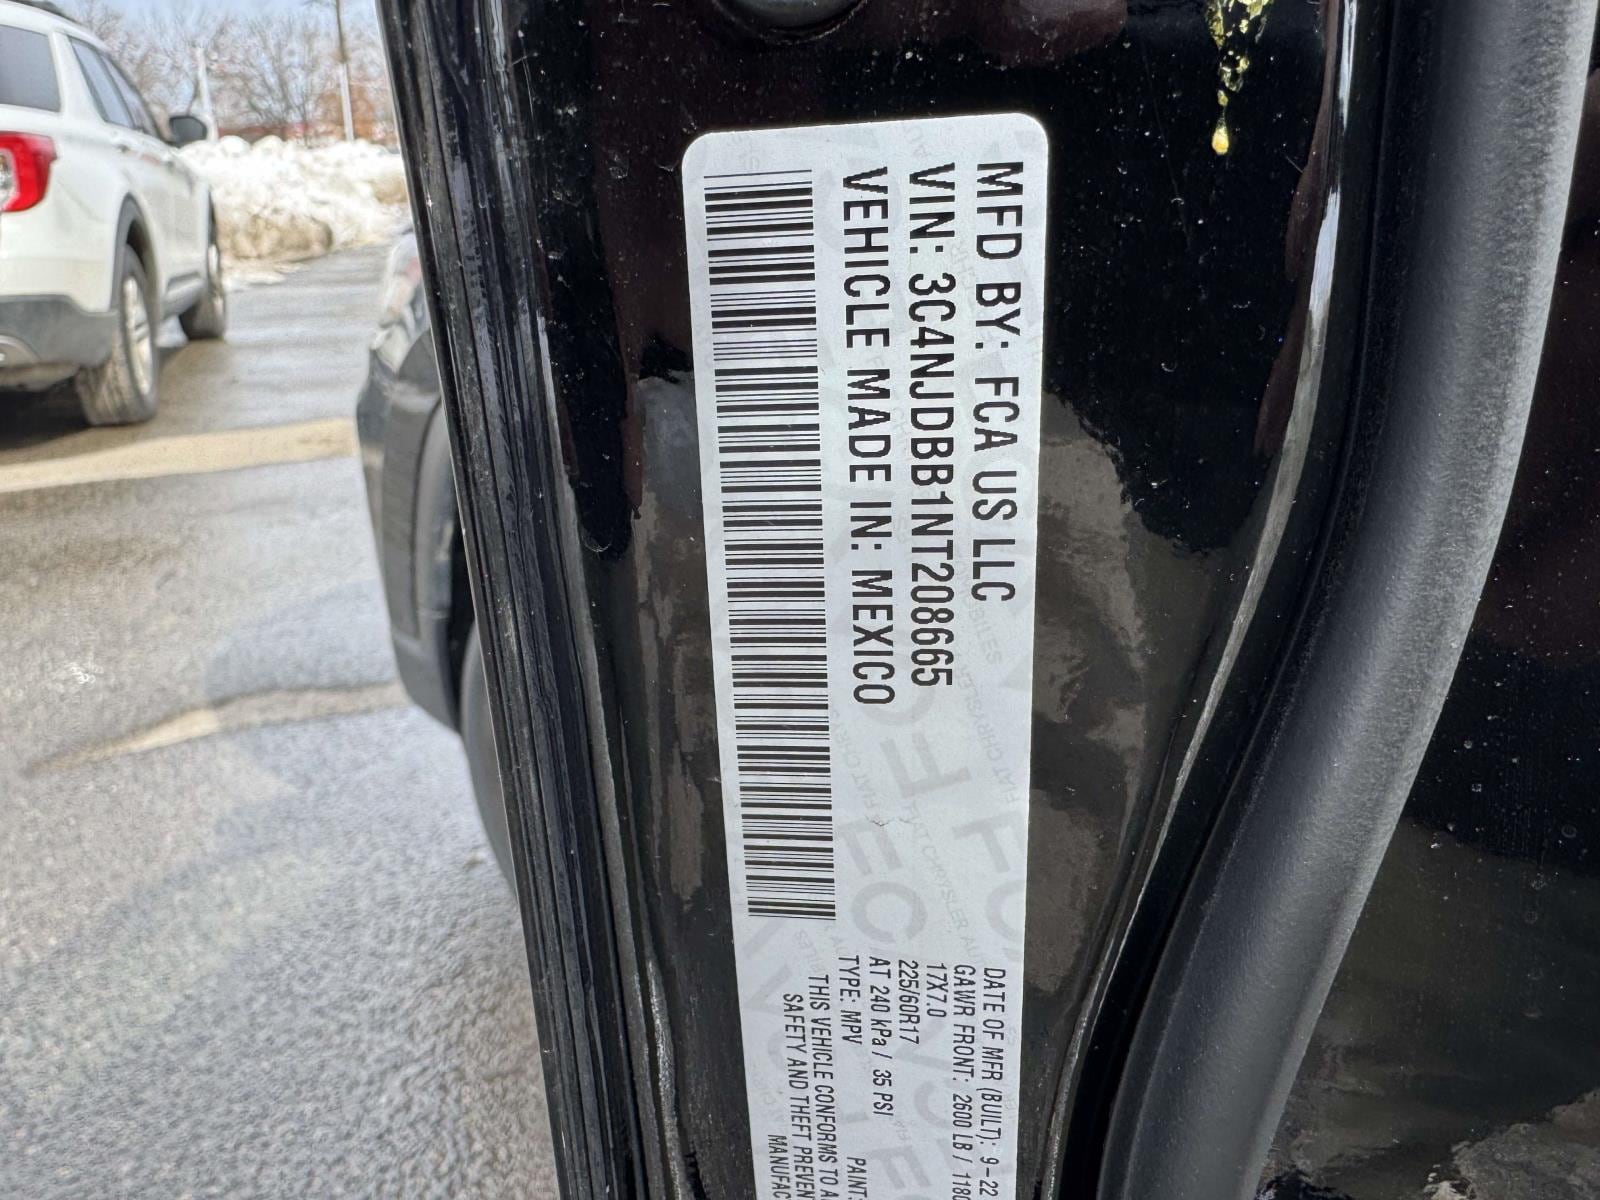 MFD BY: FCA US LLC
VIN: 3C4NJDBB1NT208665
VEHICLE MADE IN: MEXICO
DATE OF MFR (BUILT): 9-22
GAWR FRONT: 2600 LB / 1180
17X7.0
225/60R17
AT 240 kPa / 35 PSI
TYPE: MPV PAINT:
THIS VEHICLE CONFORMS TO A
SAFETY AND THEFT PREVEN
MANUFAC